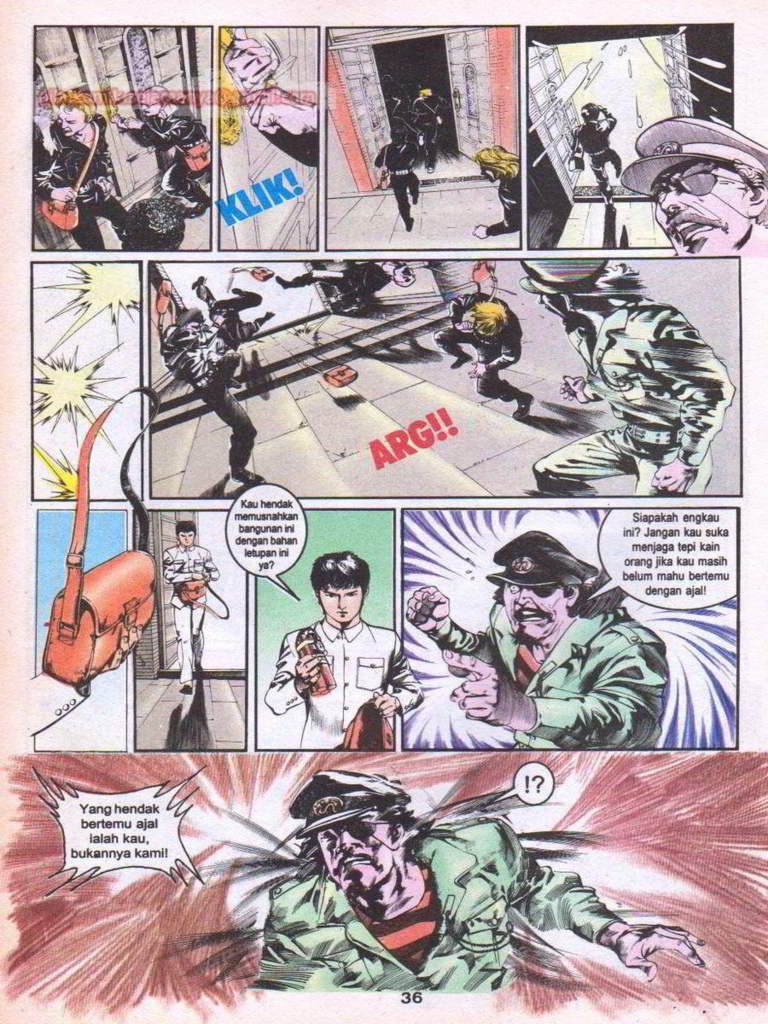 KLIK!
ARG!!
Kau hendak
memusnahkan
bangunan ini
dengan bahan
letupan ini
ya?
Siapakah engkau
ini? Jangan kau suka
menjaga tepi kain
orang jika kau masih
belum mahu bertemu
dengan ajal!
Yang hendak
bertemu ajal
ialah kau,
bukannya kami!
!?
36